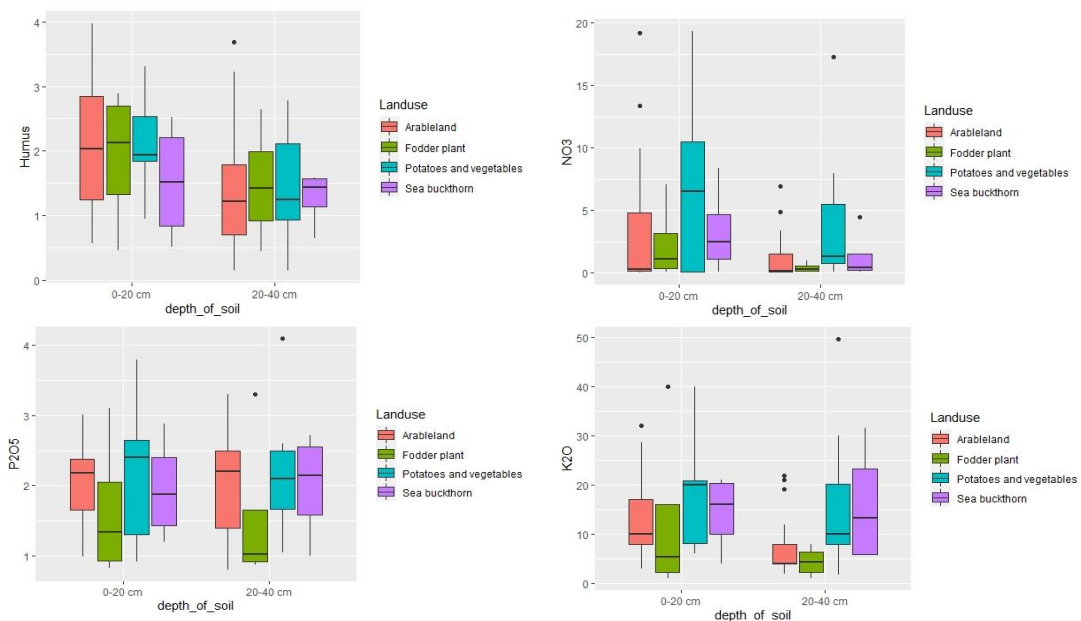 Humus
4
3
2
1
0
0-20 cm
20-40 cm
depth_of_soil
Landuse
Arableland
Fodder plant
Potatoes and vegetables
Sea buckthorn
NO3
20
15
10
5
0
0-20 cm
20-40 cm
depth_of_soil
Landuse
Arableland
Fodder plant
Potatoes and vegetables
Sea buckthorn
P2O5
4
3
2
1
0-20 cm
20-40 cm
depth_of_soil
Landuse
Arableland
Fodder plant
Potatoes and vegetables
Sea buckthorn
K2O
50
40
30
20
10
0
0-20 cm
20-40 cm
depth_of_soil
Landuse
Arableland
Fodder plant
Potatoes and vegetables
Sea buckthorn